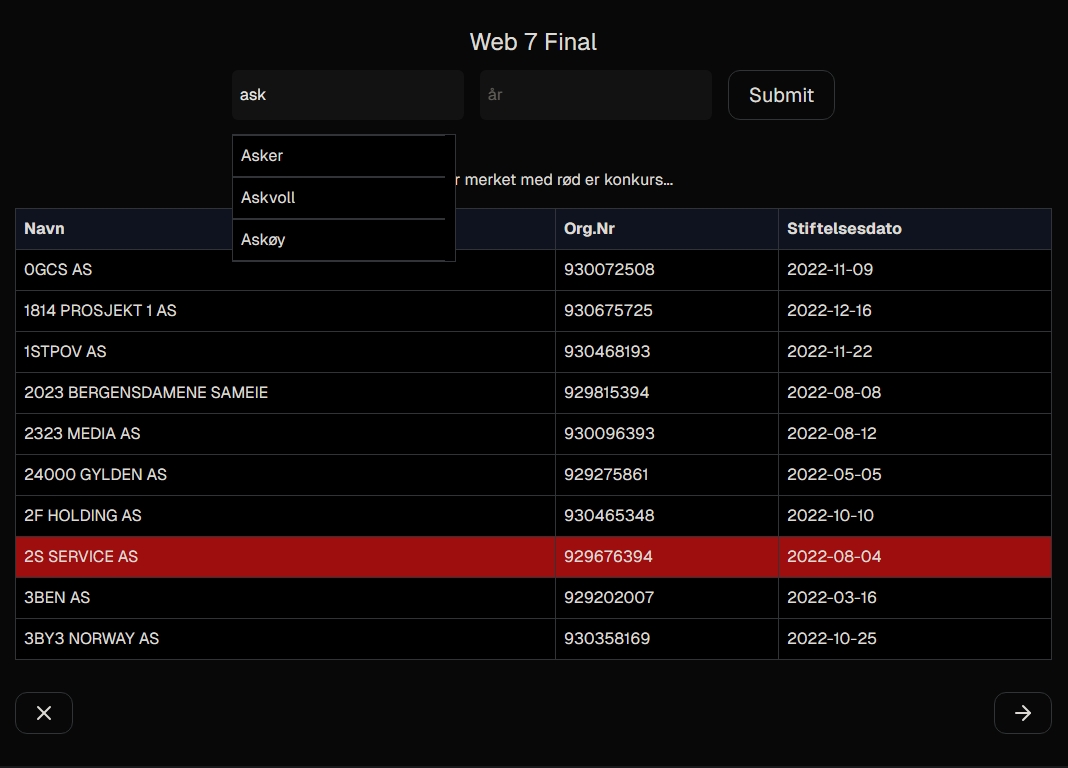 Web 7 Final
ask år Submit
Asker
Askvoll
Askøy
merket med rød er konkurs...
Navn Org.Nr Stiftelsesdato
0GCS AS 930072508 2022-11-09
1814 PROSJEKT 1 AS 930675725 2022-12-16
1STPOV AS 930468193 2022-11-22
2023 BERGENSDAMENE SAMEIE 929815394 2022-08-08
2323 MEDIA AS 930096393 2022-08-12
24000 GYLDEN AS 929275861 2022-05-05
2F HOLDING AS 930465348 2022-10-10
2S SERVICE AS 929676394 2022-08-04
3BEN AS 929202007 2022-03-16
3BY3 NORWAY AS 930358169 2022-10-25